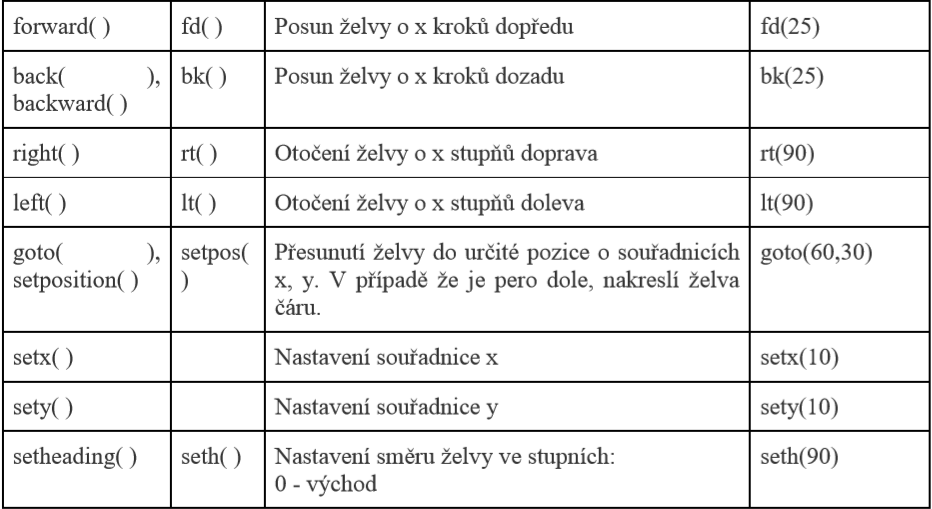 forward( ) fd( ) Posun želvy o x kroků dopředu fd(25)
back( ), bk( ) Posun želvy o x kroků dozadu bk(25)
backward( )
right( ) rt( ) Otočení želvy o x stupňů doprava rt(90)
left( ) lt( ) Otočení želvy o x stupňů doleva lt(90)
goto( ), setpos( Přesunutí želvy do určité pozice o souřadnicích goto(60,30)
setposition( ) ) x, y. V případě že je pero dole, nakreslí želva
čáru.
setx( ) Nastavení souřadnice x setx(10)
sety( ) Nastavení souřadnice y sety(10)
setheading( ) seth( ) Nastavení směru želvy ve stupních: seth(90)
0 - východ